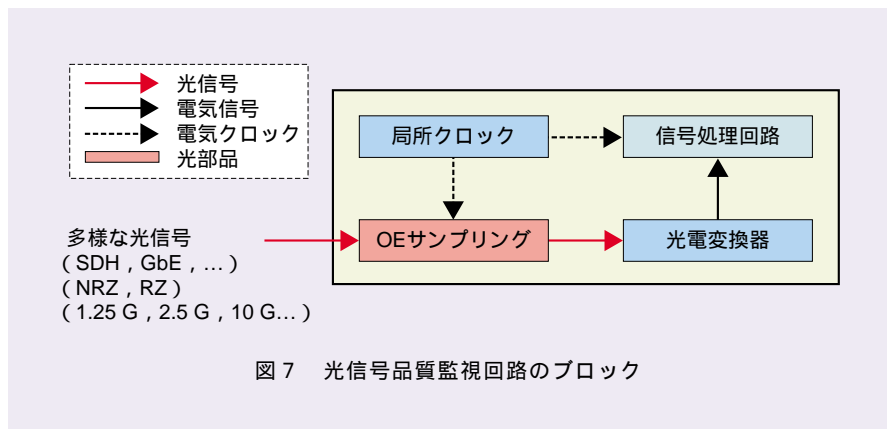 光信号
電気信号
電気クロック
光部品
局所クロック
信号処理回路
OEサンプリング
光電変換器
多様な光信号
（SDH，GbE，…）
（NRZ，RZ）
（1.25 G，2.5 G，10 G…）
図７　光信号品質監視回路のブロック